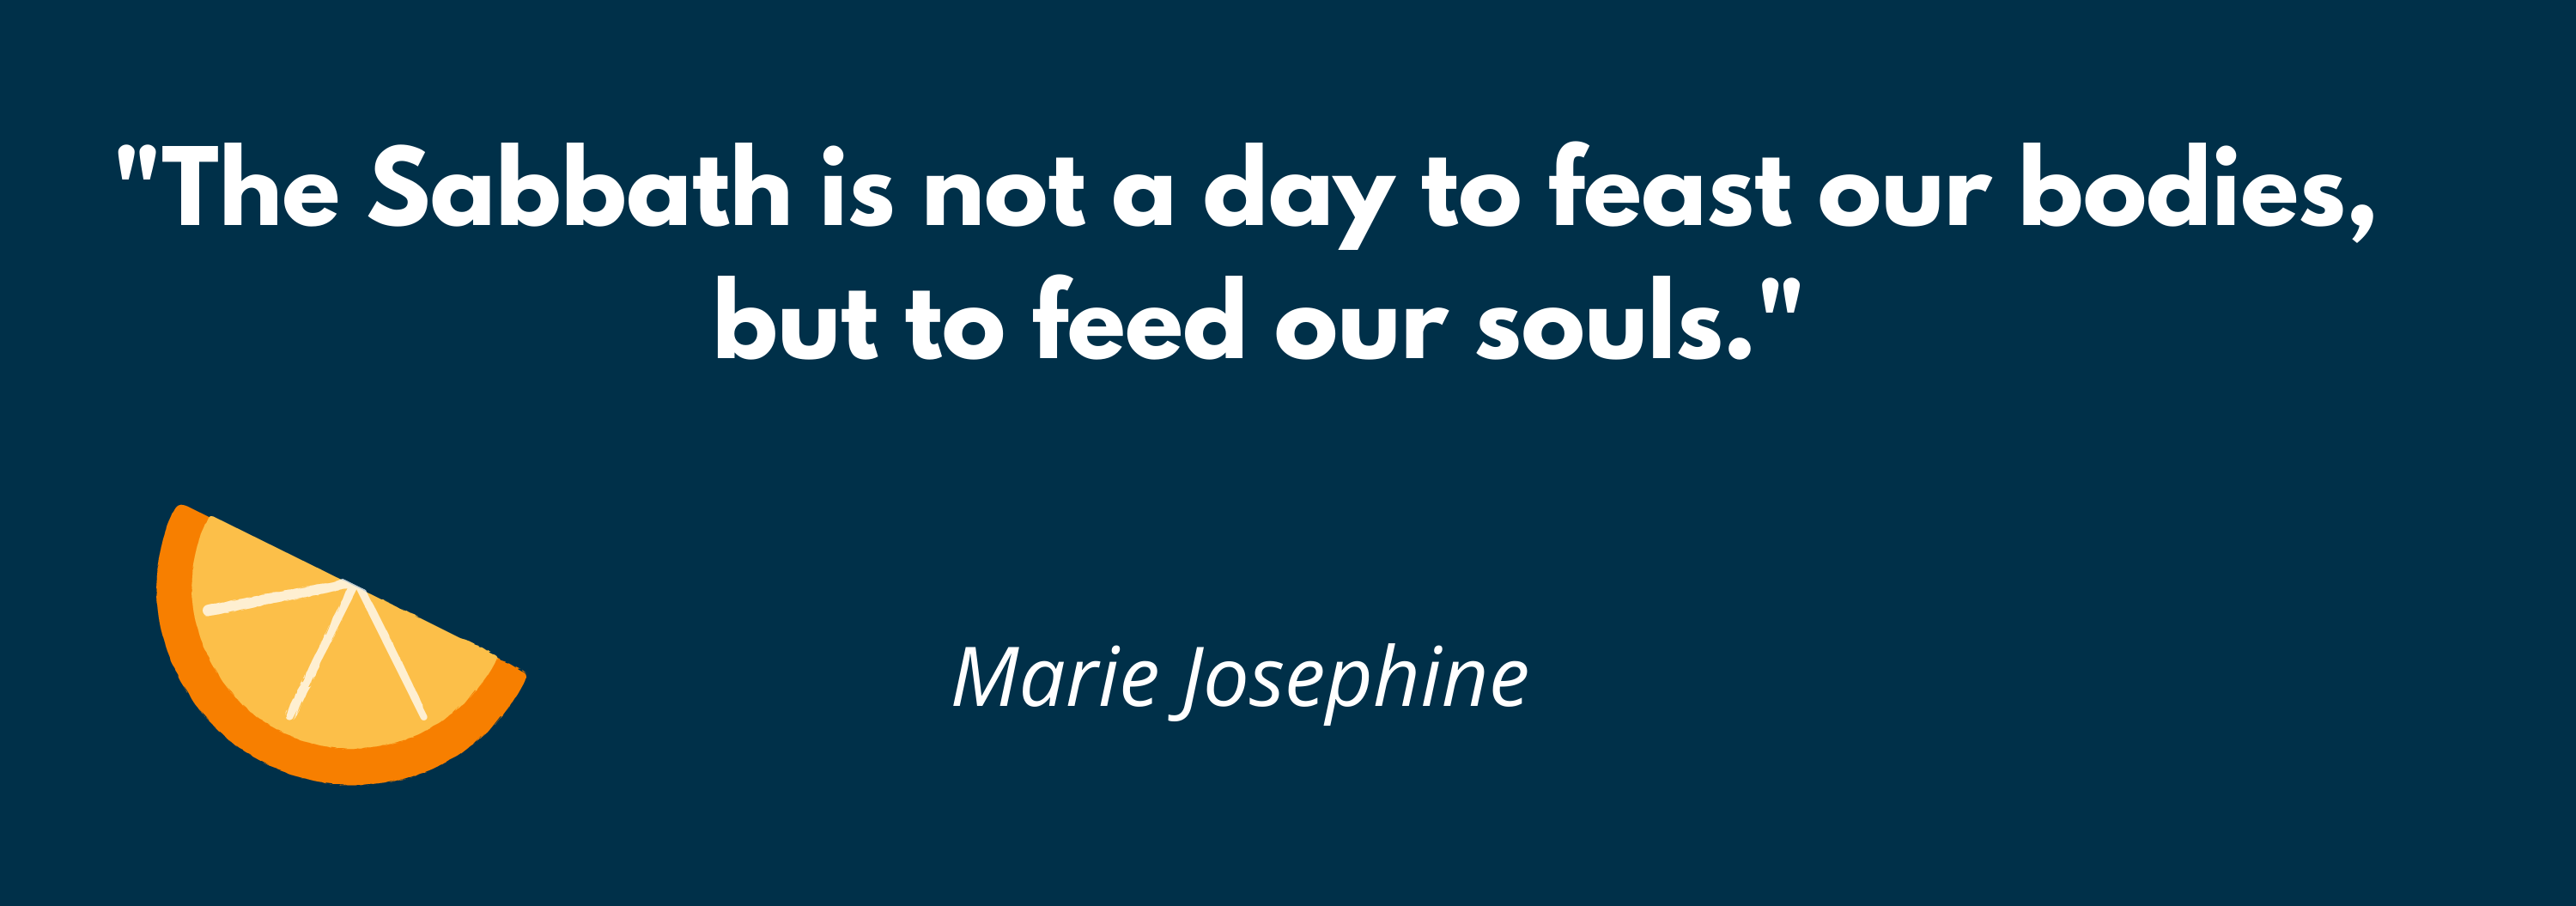 "The Sabbath is not a day to feast our bodies,
but to feed our souls."
Marie Josephine